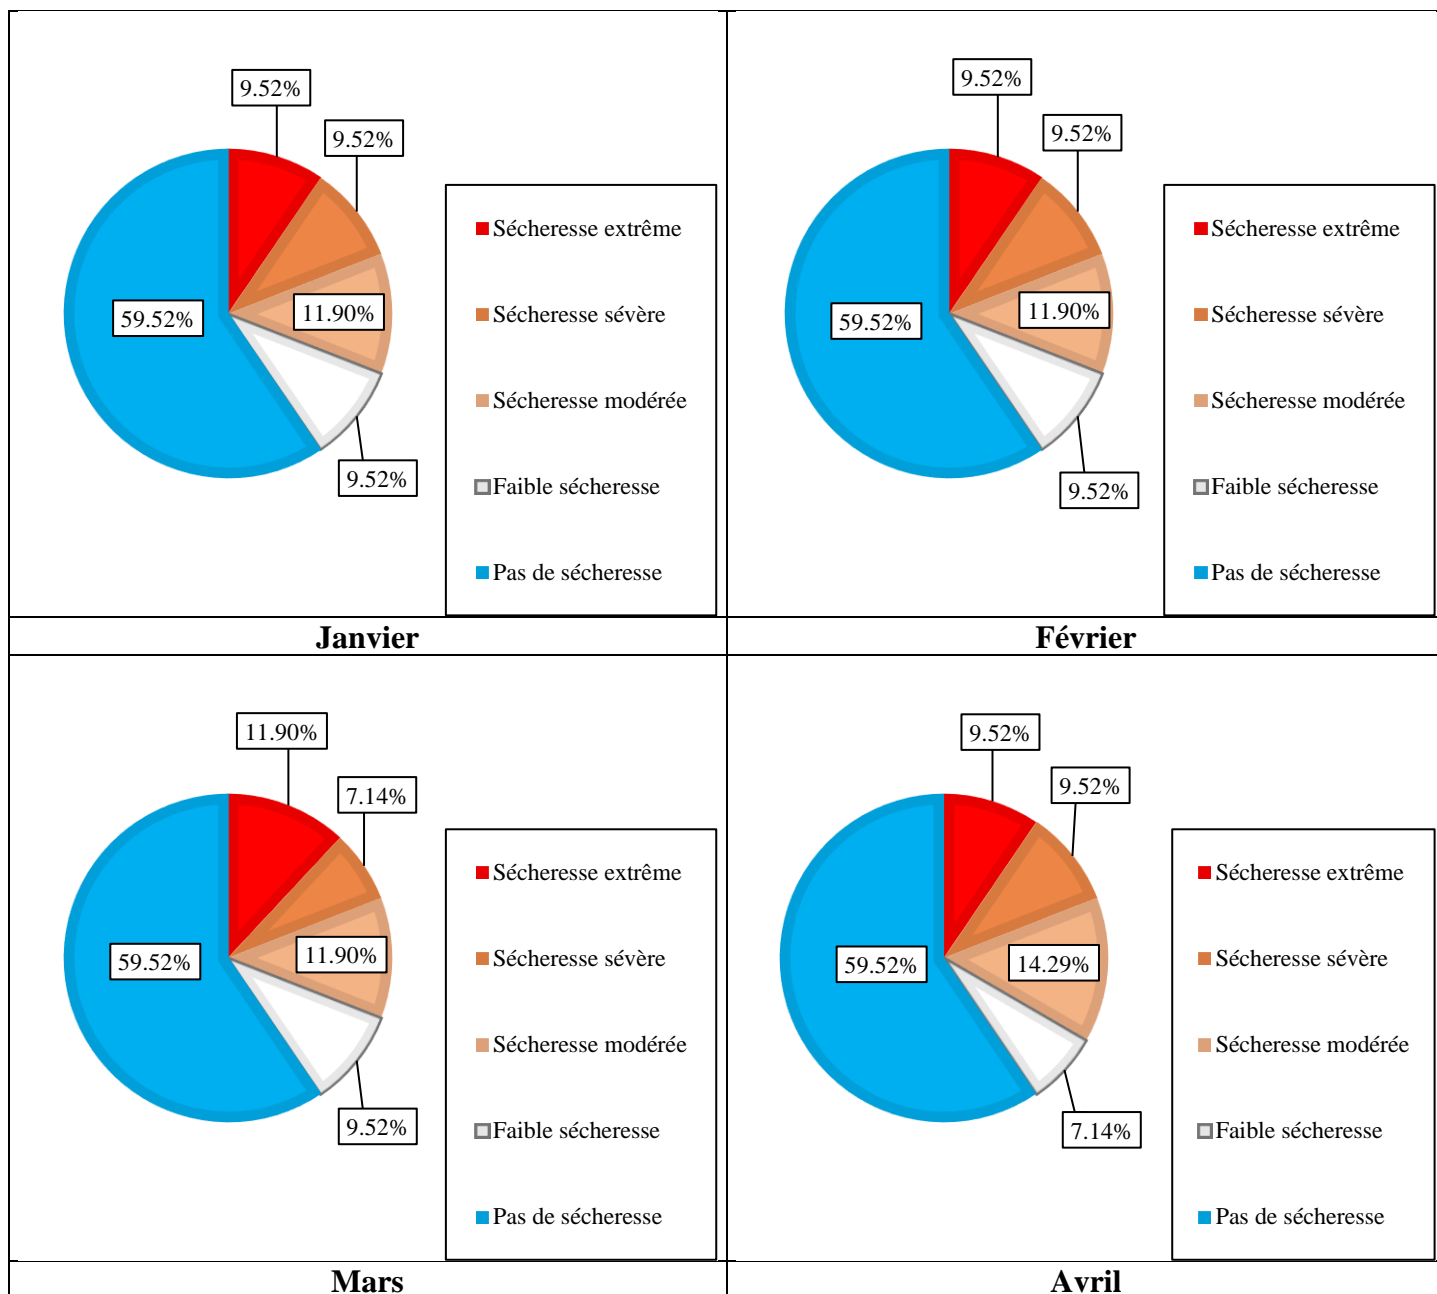 9.52%
9.52%
11.90%
9.52%
59.52%
Sécheresse extrême
Sécheresse sévère
Sécheresse modérée
Faible sécheresse
Pas de sécheresse
Janvier
9.52%
9.52%
11.90%
9.52%
59.52%
Sécheresse extrême
Sécheresse sévère
Sécheresse modérée
Faible sécheresse
Pas de sécheresse
Février
11.90%
7.14%
11.90%
9.52%
59.52%
Sécheresse extrême
Sécheresse sévère
Sécheresse modérée
Faible sécheresse
Pas de sécheresse
Mars
9.52%
9.52%
14.29%
7.14%
59.52%
Sécheresse extrême
Sécheresse sévère
Sécheresse modérée
Faible sécheresse
Pas de sécheresse
Avril